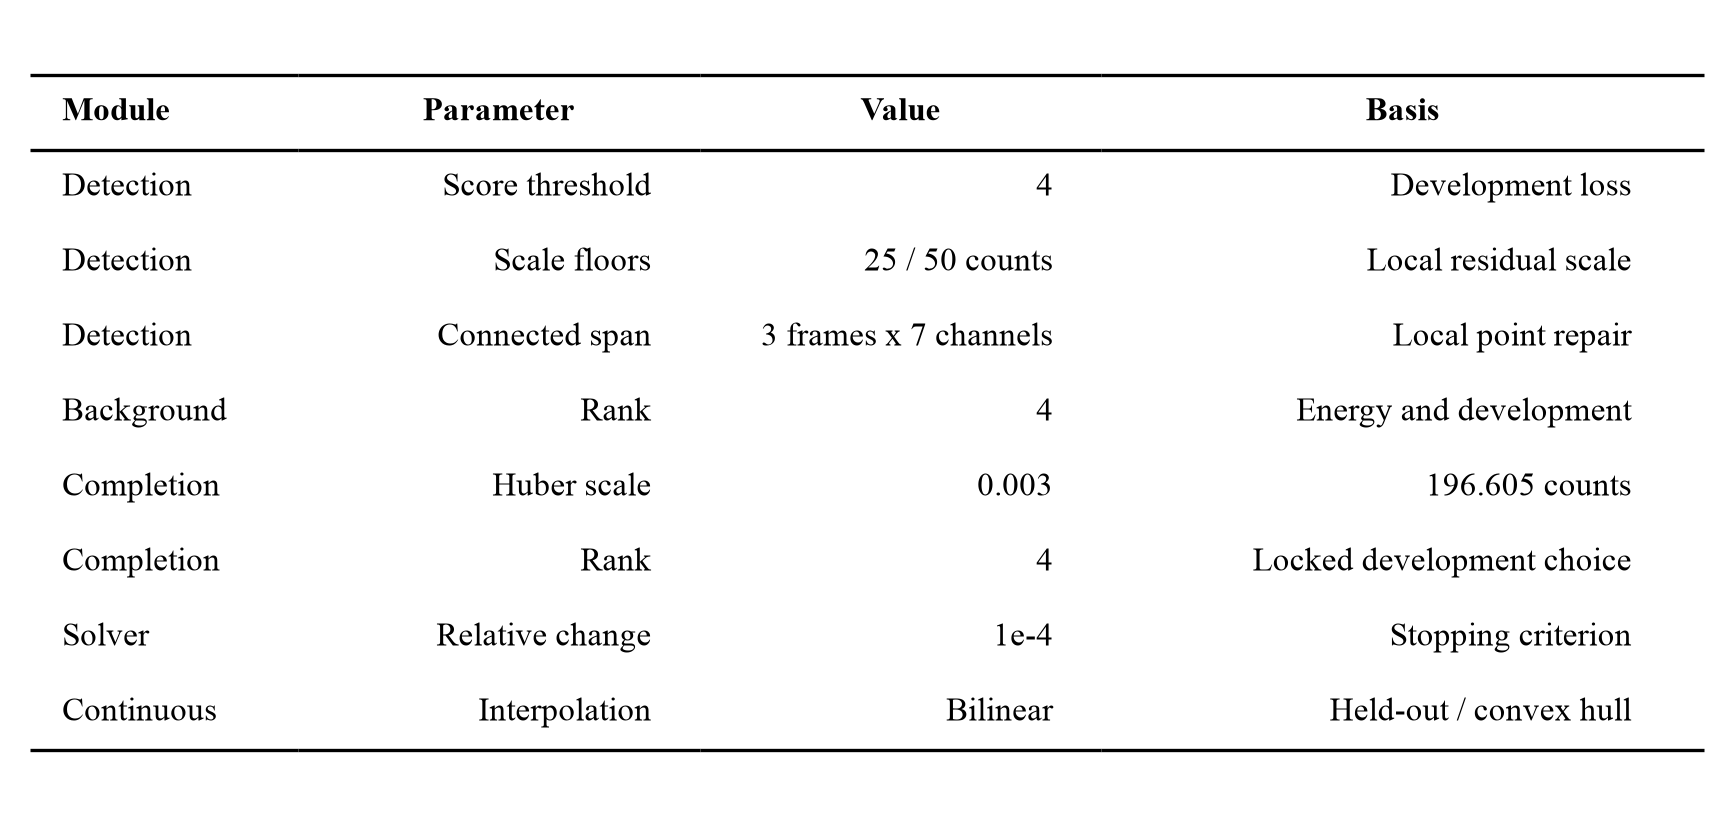 Module Parameter Value Basis
Detection Score threshold 4 Development loss
Detection Scale floors 25 / 50 counts Local residual scale
Detection Connected span 3 frames x 7 channels Local point repair
Background Rank 4 Energy and development
Completion Huber scale 0.003 196.605 counts
Completion Rank 4 Locked development choice
Solver Relative change 1e-4 Stopping criterion
Continuous Interpolation Bilinear Held-out / convex hull